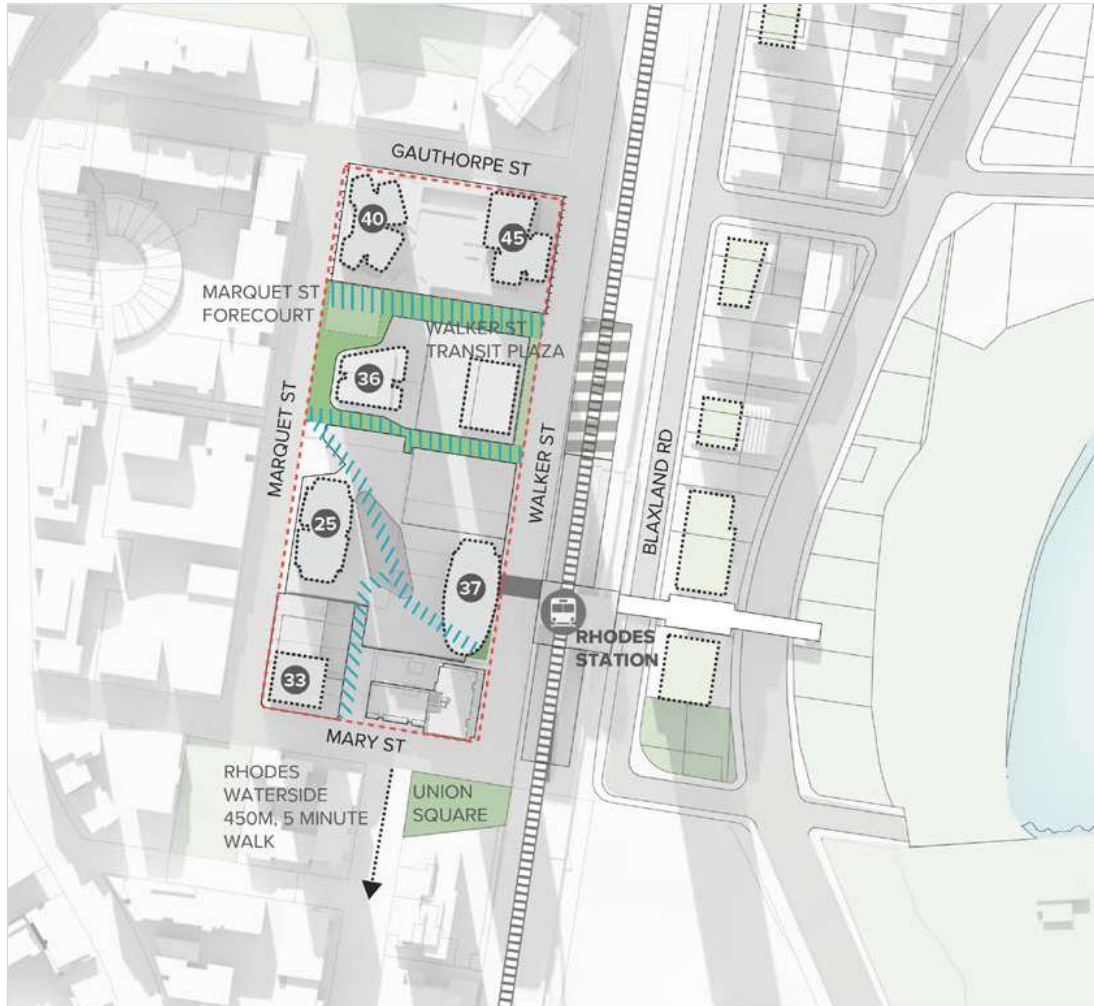 GAUTHORPE ST
40
45
MARQUET ST
FORECOURT
WALKER ST
TRANSIT PLAZA
36
MARQUET ST
WALKER ST
BLAXLAND RD
25
37
RHODES
STATION
33
MARY ST
RHODES
WATERSIDE
450M, 5 MINUTE
WALK
UNION
SQUARE